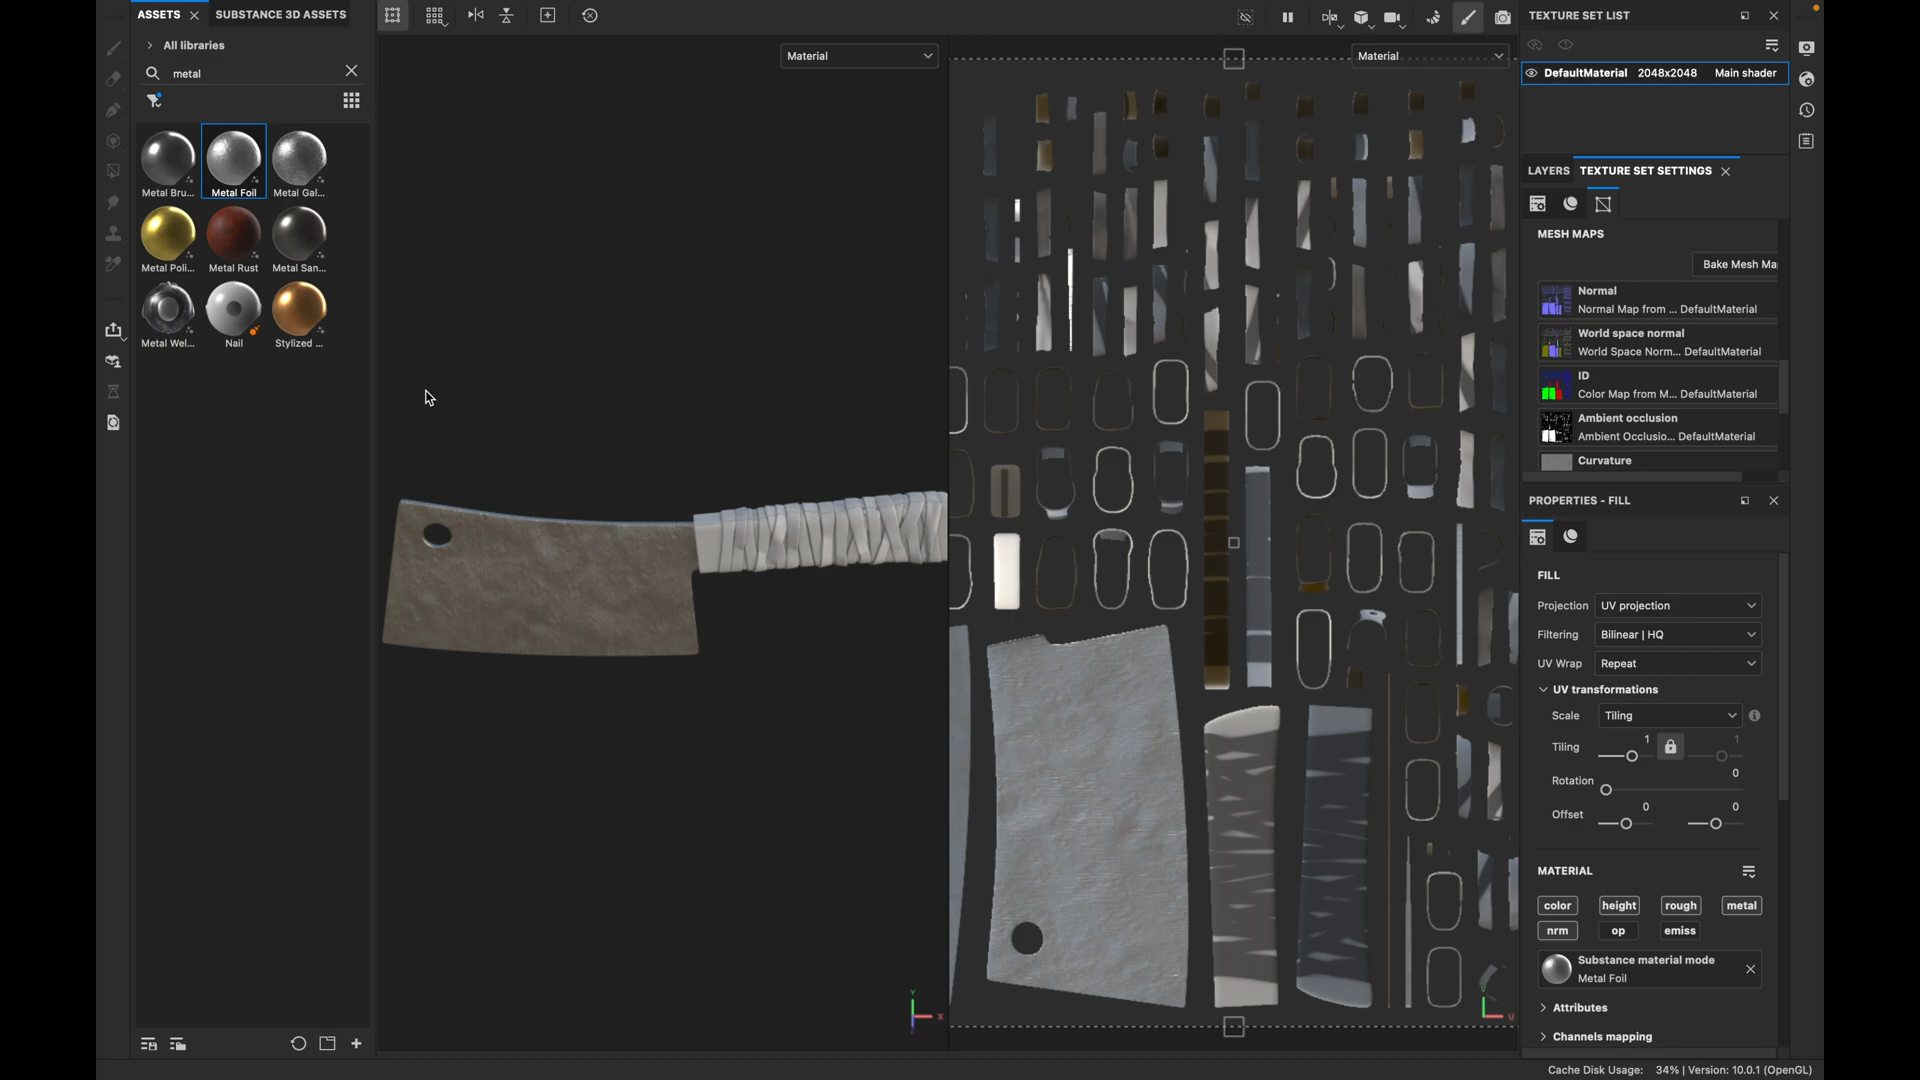 ASSETS
SUBSTANCE 3D ASSETS
All libraries
metal
Metal Bru...
Metal Foil
Metal Gal...
Metal Poli...
Metal Rust
Metal San...
Metal Wel...
Nail
Stylized ...
Material
Material
Y
X
Z
U
TEXTURE SET LIST
DefaultMaterial 2048x2048 Main shader
LAYERS
TEXTURE SET SETTINGS
MESH MAPS
Bake Mesh Ma
Normal
Normal Map from ... DefaultMaterial
World space normal
World Space Norm... DefaultMaterial
ID
Color Map from M... DefaultMaterial
Ambient occlusion
Ambient Occlusio... DefaultMaterial
Curvature
PROPERTIES - FILL
FILL
Projection UV projection
Filtering Bilinear | HQ
UV Wrap Repeat
UV transformations
Scale Tiling
Tiling 1 1
Rotation 0
Offset 0 0
MATERIAL
color height rough metal
nrm op emiss
Substance material mode
Metal Foil
Attributes
Channels mapping
Cache Disk Usage: 34% | Version: 10.0.1 (OpenGL)